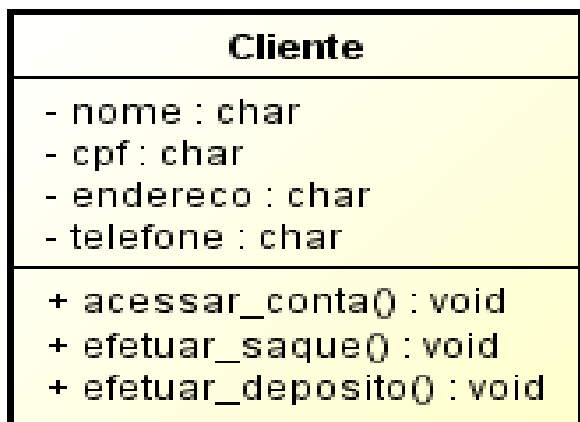 Cliente
- nome : char
- cpf : char
- endereco : char
- telefone : char
+ acessar_conta() : void
+ efetuar_saque() : void
+ efetuar_deposito() : void